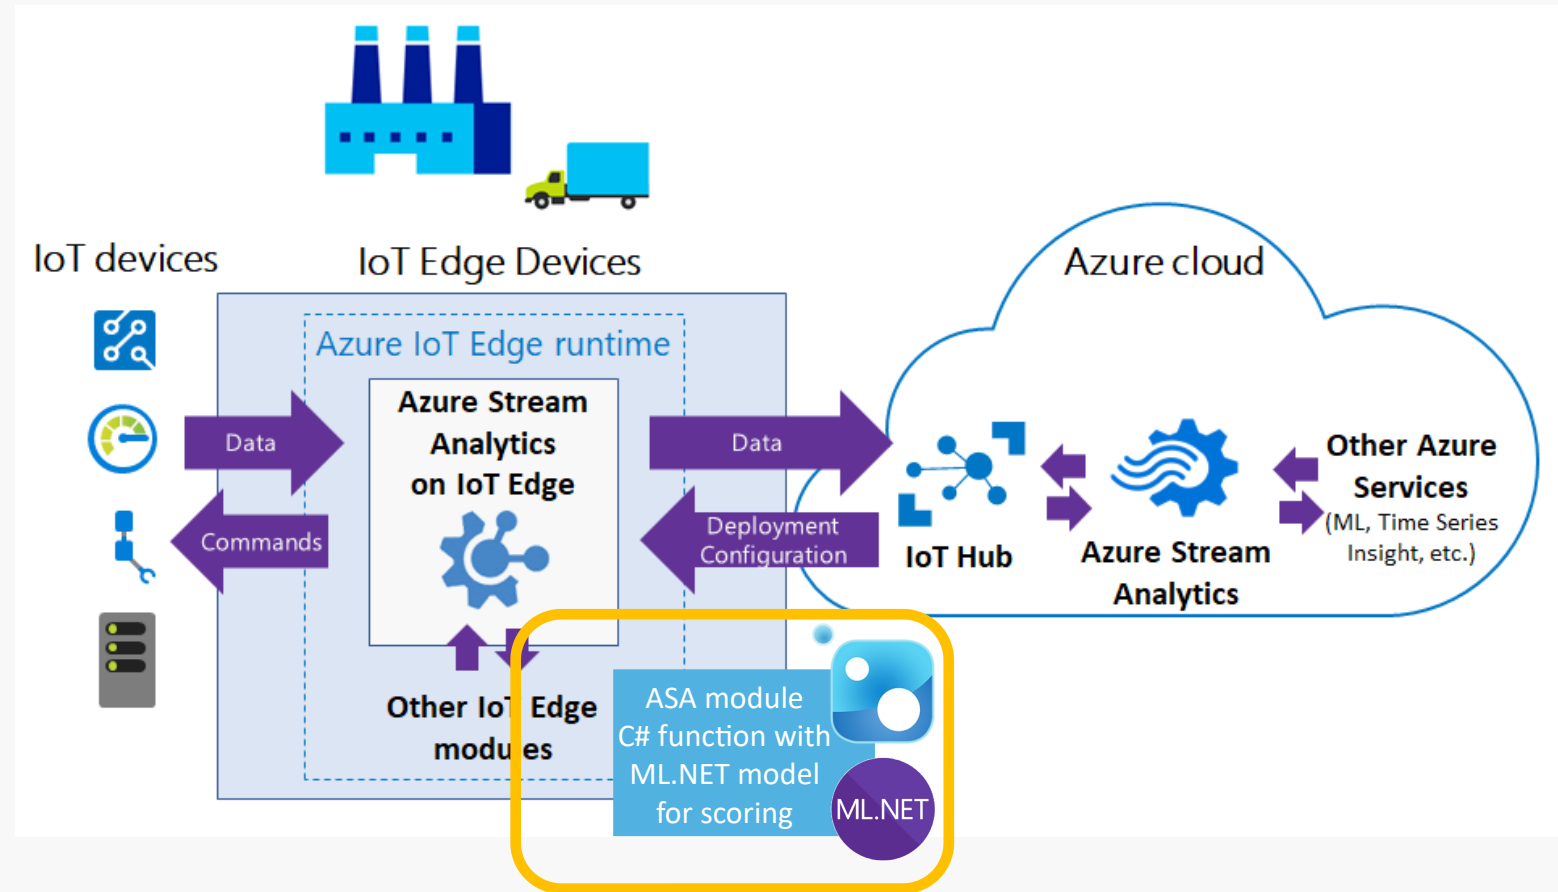 IoT devices
IoT Edge Devices
Azure cloud
Azure IoT Edge runtime
Azure Stream
Analytics
on IoT Edge
Data
Commands
Data
Deployment
Configuration
IoT Hub
Azure Stream
Analytics
Other Azure
Services
(ML, Time Series
Insight, etc.)
Other IoT Edge
modules
ASA module
C# function with
ML.NET model
for scoring
ML.NET